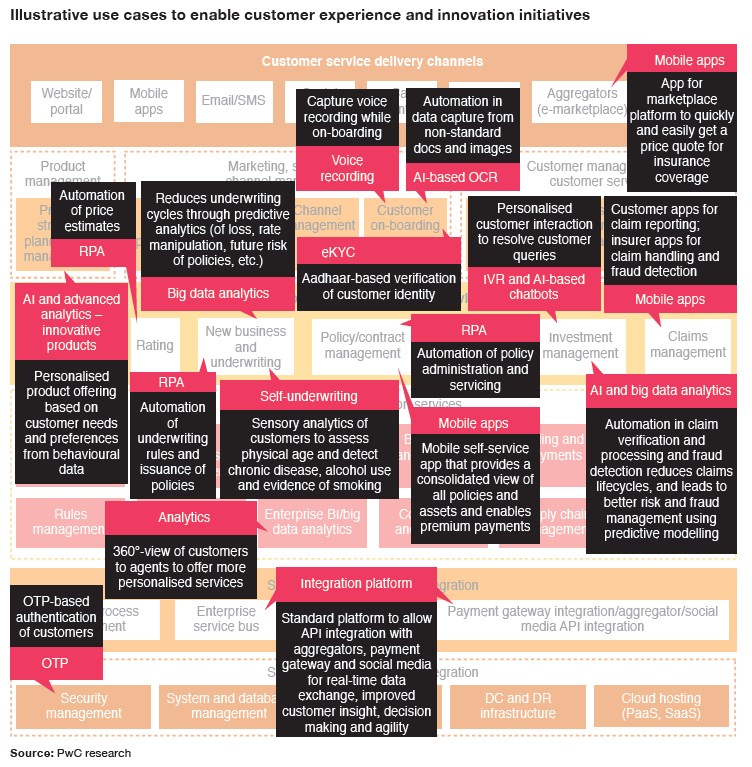 Illustrative use cases to enable customer experience and innovation initiatives
Customer service delivery channels
Website/
portal
Mobile
apps
Email/SMS
Aggregators
(e-marketplace)
Mobile apps
App for
marketplace
platform to quickly
and easily get a
price quote for
insurance
coverage
Capture voice
recording while
on-boarding
Voice
recording
Automation in
data capture from
non-standard
docs and images
AI-based OCR
Product
management
Marketing,
Customer
customer
Automation
of price
estimates
RPA
Reduces underwriting
cycles through predictive
analytics (of loss, rate
manipulation, future risk
of policies, etc.)
Big data analytics
Channel
management
Customer
on-boarding
eKYC
Aadhaar-based verification
of customer identity
Personalised
customer interaction
to resolve customer
queries
IVR and AI-based
chatbots
Customer apps for
claim reporting;
insurer apps for
claim handling and
fraud detection
Mobile apps
AI and advanced
analytics –
innovative
products
Personalised
product offering
based on
customer needs
and preferences
from behavioural
data
Rating
New business
and
underwriting
Policy/contract
management
RPA
Automation of policy
administration and
servicing
Investment
management
Claims
management
RPA
Automation
of
underwriting
rules and
issuance of
policies
Self-underwriting
Sensory analytics of
customers to assess
physical age and detect
chronic disease, alcohol use
and evidence of smoking
services
Mobile apps
Mobile self-service
app that provides a
consolidated view of
all policies and
assets and enables
premium payments
AI and big data analytics
Automation in claim
verification and
processing and fraud
detection reduces claims
lifecycles, and leads to
better risk and fraud
management using
predictive modelling
Rules
management
Enterprise BI/big
data analytics
Analytics
360°-view of customers
to agents to offer more
personalised services
OTP-based
authentication
of customers
OTP
Enterprise
service bus
Integration platform
Standard platform to allow
API integration with
aggregators, payment
gateway and social media
for real-time data
exchange, improved
customer insight, decision
making and agility
Payment gateway integration/aggregator/social
media API integration
Security
management
System and
management
DC and DR
infrastructure
Cloud hosting
(PaaS, SaaS)
Source: PwC research